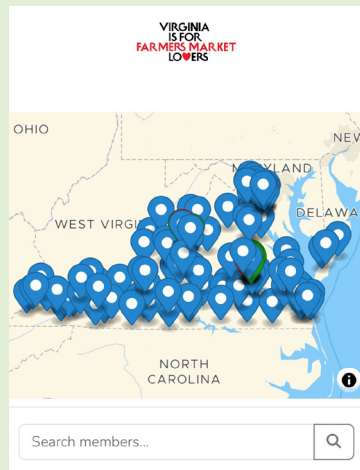 VIRGINIA
IS FOR
FARMERS MARKET
LOVERS
OHIO
NEW
MARYLAND
DELAWA
WEST VIRGI
NORTH
CAROLINA
i
Search members...